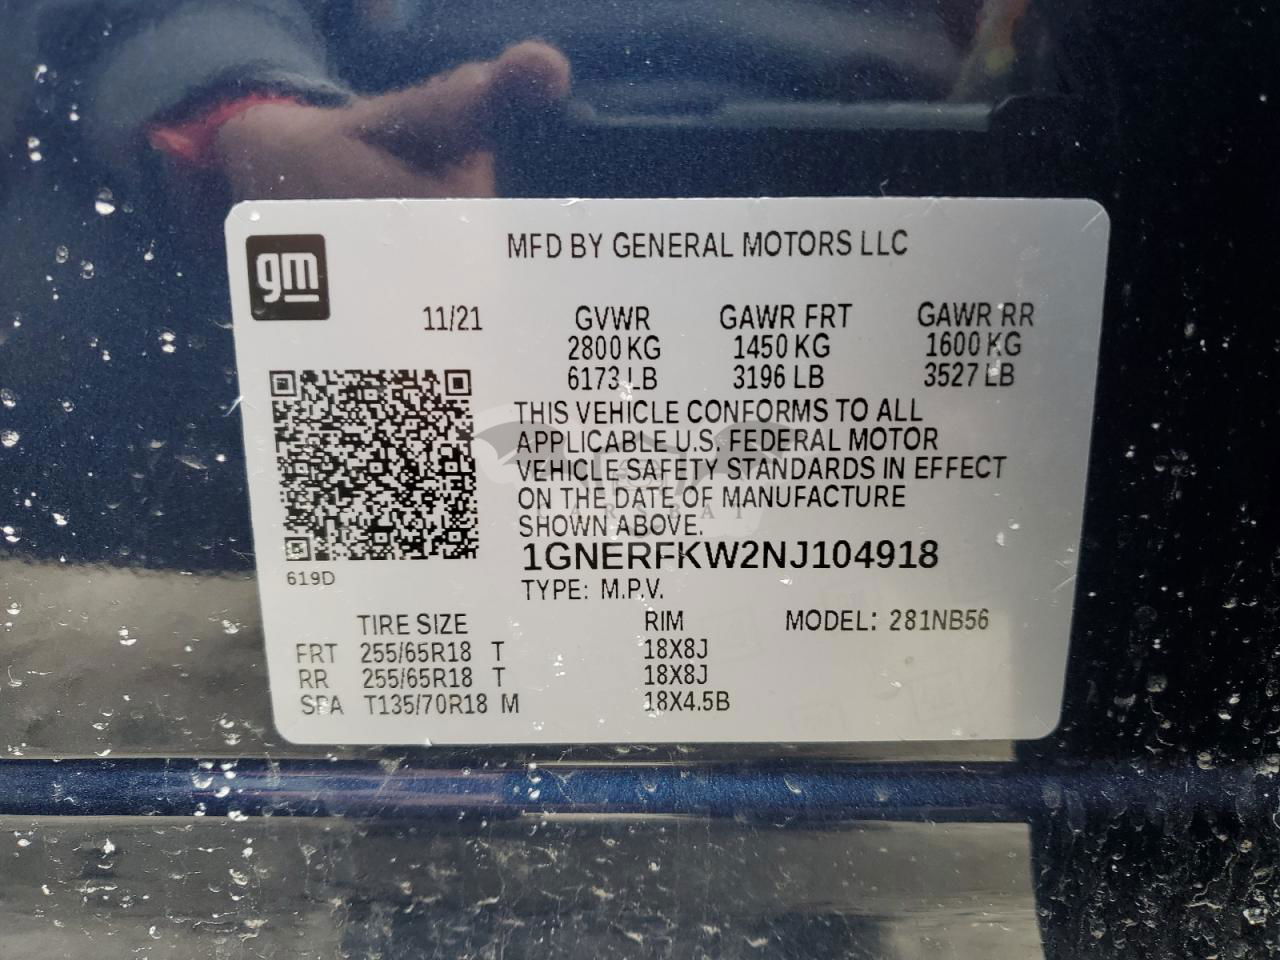 gm
MFD BY GENERAL MOTORS LLC
11/21 GVWR GAWR FRT GAWR RR
2800 KG 1450 KG 1600 KG
6173 LB 3196 LB 3527 LB
THIS VEHICLE CONFORMS TO ALL
APPLICABLE U.S. FEDERAL MOTOR
VEHICLE SAFETY STANDARDS IN EFFECT
ON THE DATE OF MANUFACTURE
CARSBAT
SHOWN ABOVE.
1GNERFKW2NJ104918
619D
TYPE: M.P.V.
TIRE SIZE RIM MODEL: 281NB56
FRT 255/65R18 T 18X8J
RR 255/65R18 T 18X8J
SPA T135/70R18 M 18X4.5B